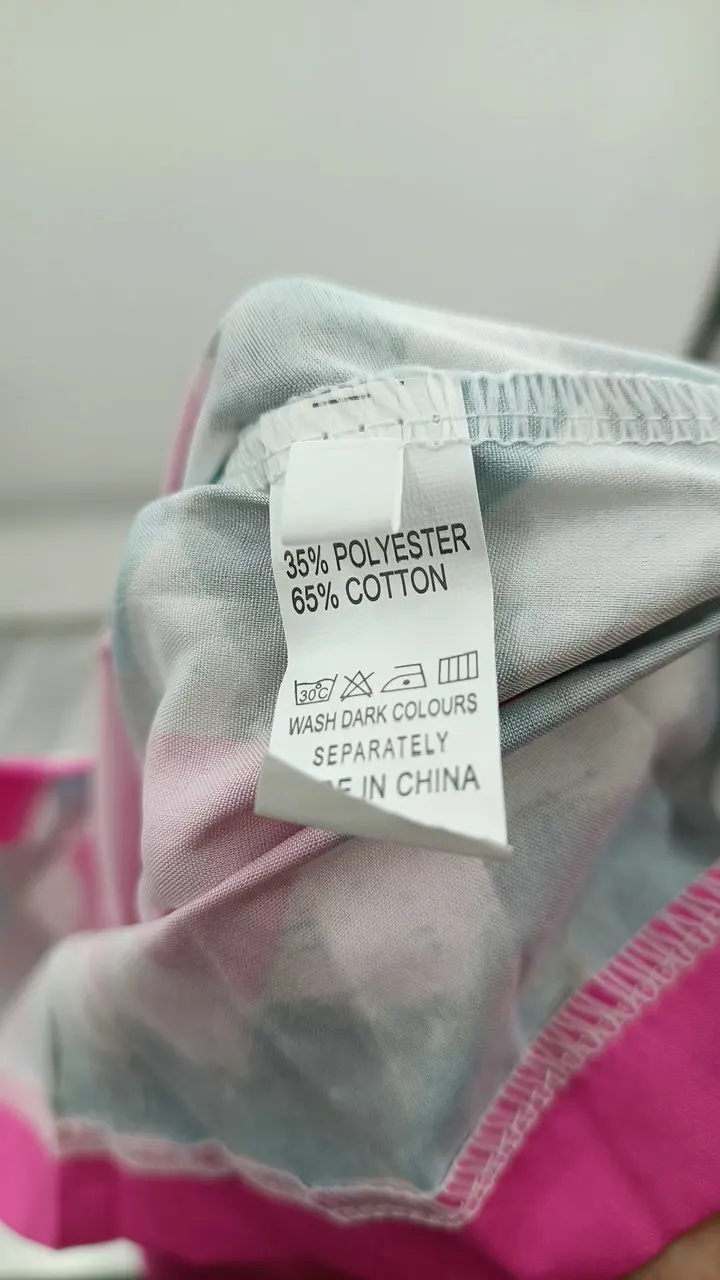 35% POLYESTER
65% COTTON
30°C
WASH DARK COLOURS
SEPARATELY
IN CHINA